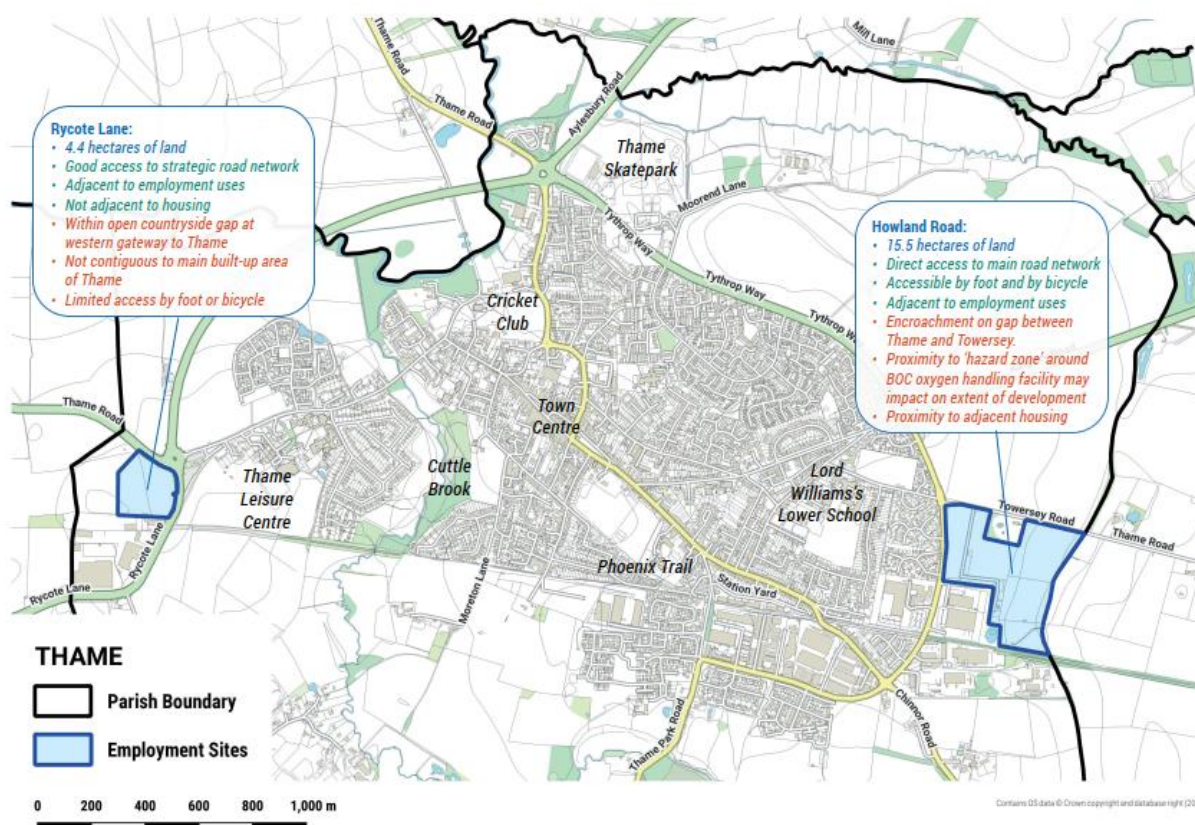 Mill Lane
Thame Road
Thame Road
Aylesbury Road
Thame
Skatepark
Moorend Lane
Tythrop Way
Tythrop Way
Rycote Lane:
• 4.4 hectares of land
• Good access to strategic road network
• Adjacent to employment uses
• Not adjacent to housing
• Within open countryside gap at
western gateway to Thame
• Not contiguous to main built-up area
of Thame
• Limited access by foot or bicycle
Howland Road:
• 15.5 hectares of land
• Direct access to main road network
• Accessible by foot and by bicycle
• Adjacent to employment uses
• Encroachment on gap between
Thame and Towersey.
• Proximity to 'hazard zone' around
BOC oxygen handling facility may
impact on extent of development
• Proximity to adjacent housing
Cricket
Club
Tythrop
Thame Road
Town
Centre
Thame
Leisure
Centre
Cuttle
Brook
Lord
Williams's
Lower School
Towersey Road
Thame Road
Rycote Lane
Rycote Lane
Phoenix Trail
Station Yard
Moreton Lane
Chinnor Road
Thame Park Road
THAME
Parish Boundary
Employment Sites
0 200 400 600 800 1,000 m
Contains OS data © Crown copyright and database right